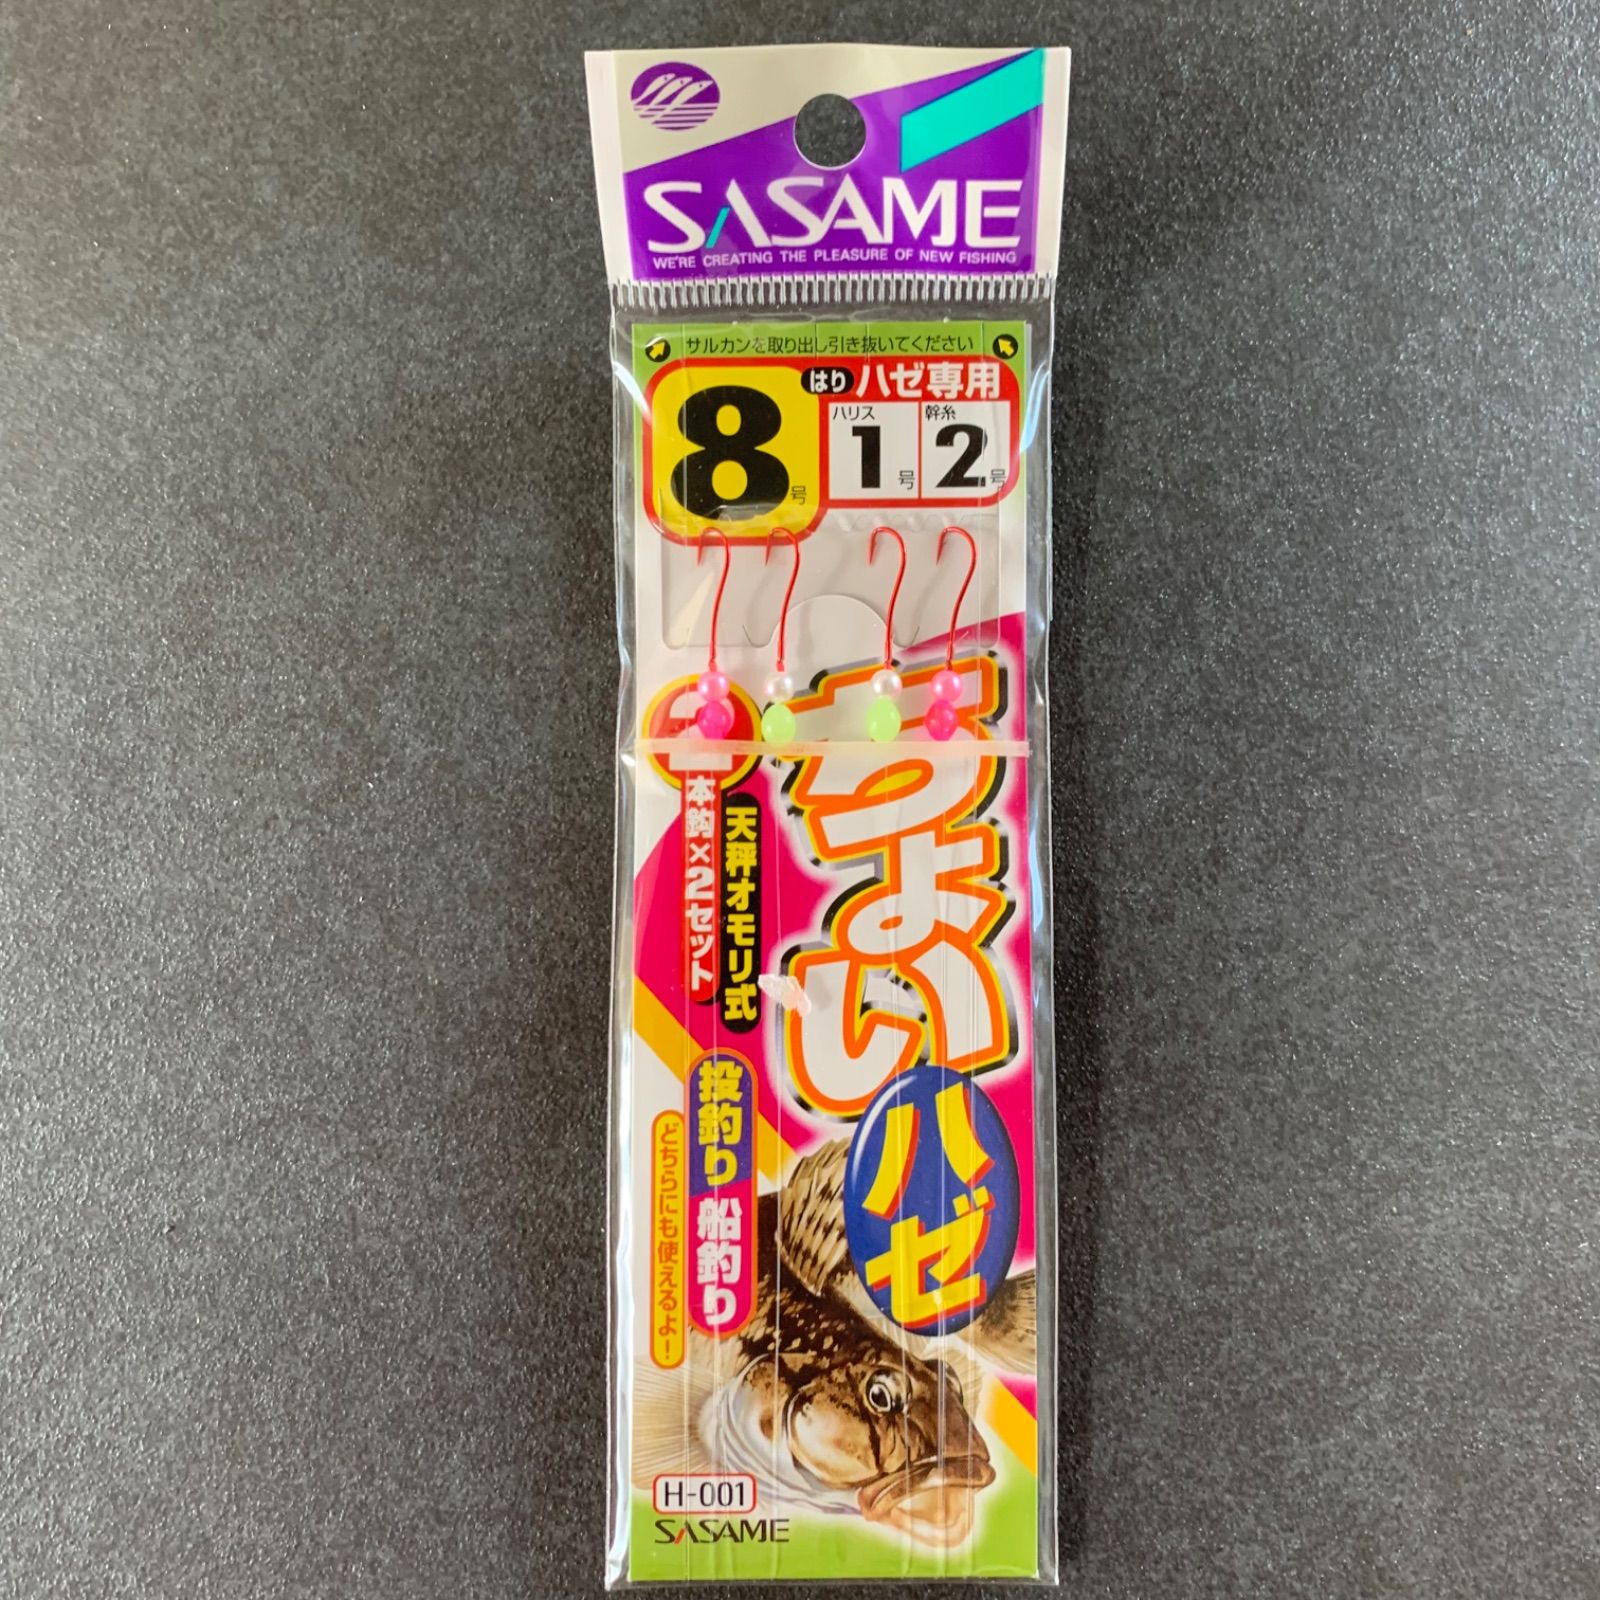 SASAME
WE'RE CREATING THE PLEASURE OF NEW FISHING
サルカンを取り出し引き抜いてください
8号
はり ハゼ専用
ハリス 1号
幹糸 2号
ちょい
ハゼ
天秤オモリ式
2本鈎×2セット
投釣り 船釣り
どちらにも使えるよ!
H-001
SASAME